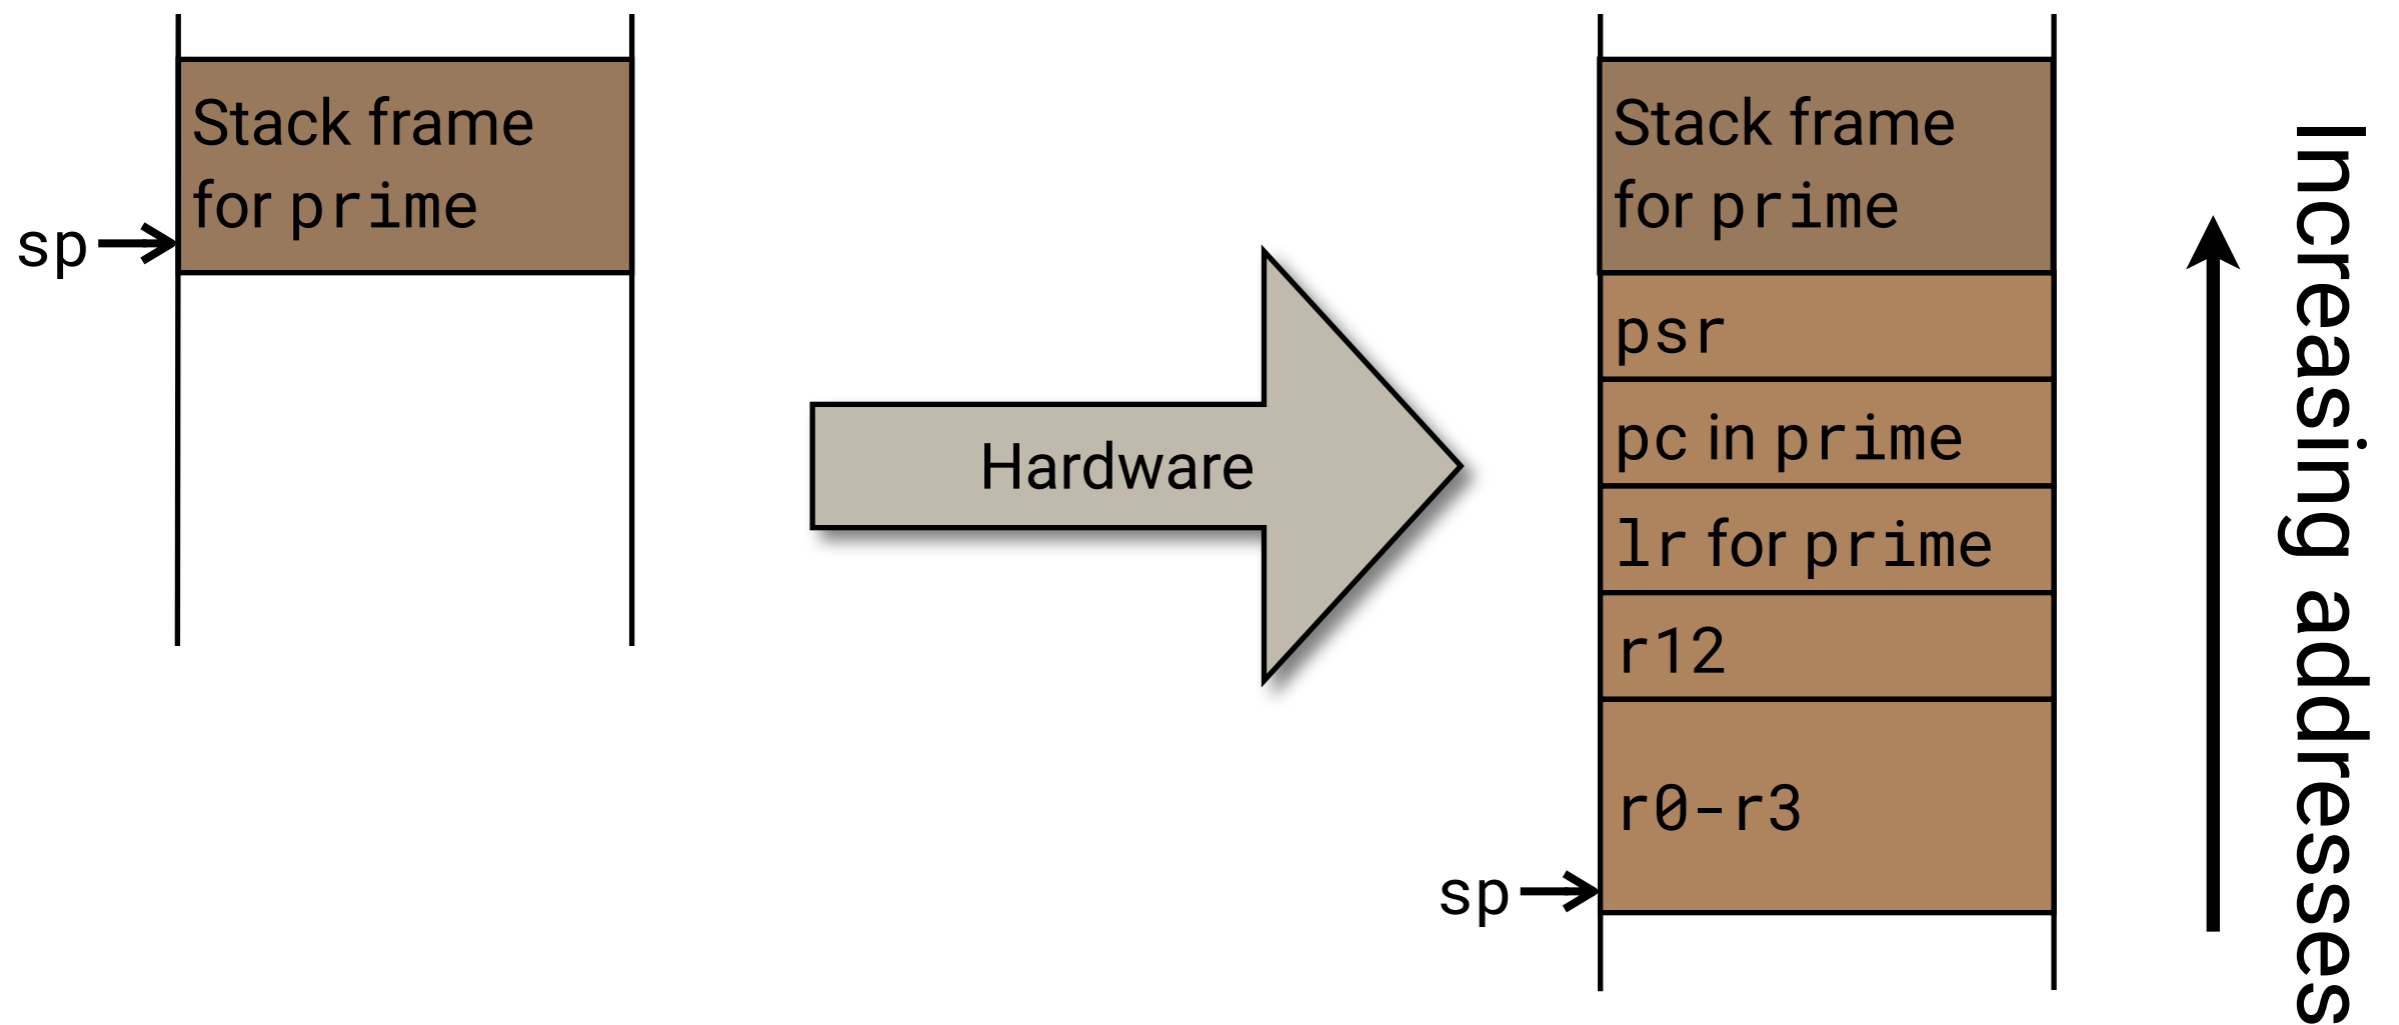 Stack frame
for prime
sp
Hardware
Stack frame
for prime
psr
pc in prime
lr for prime
r12
r0-r3
sp
Increasing addresses